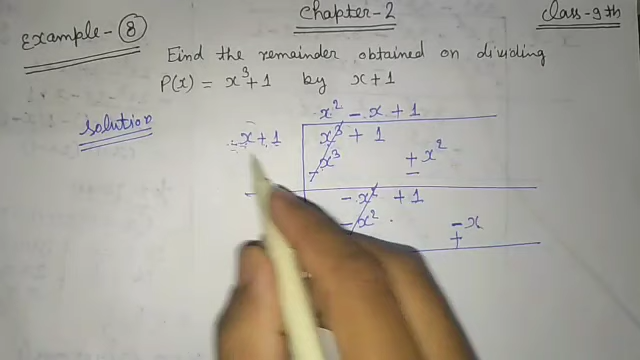 Chapter-2
Class-9th
Example-8
Find the remainder obtained on dividing
P(x) = x³+1 by x+1
Solution
x² - x + 1
x+1
x³ + 1
x³ + x²
-
-
- x² + 1
- x² - x
+